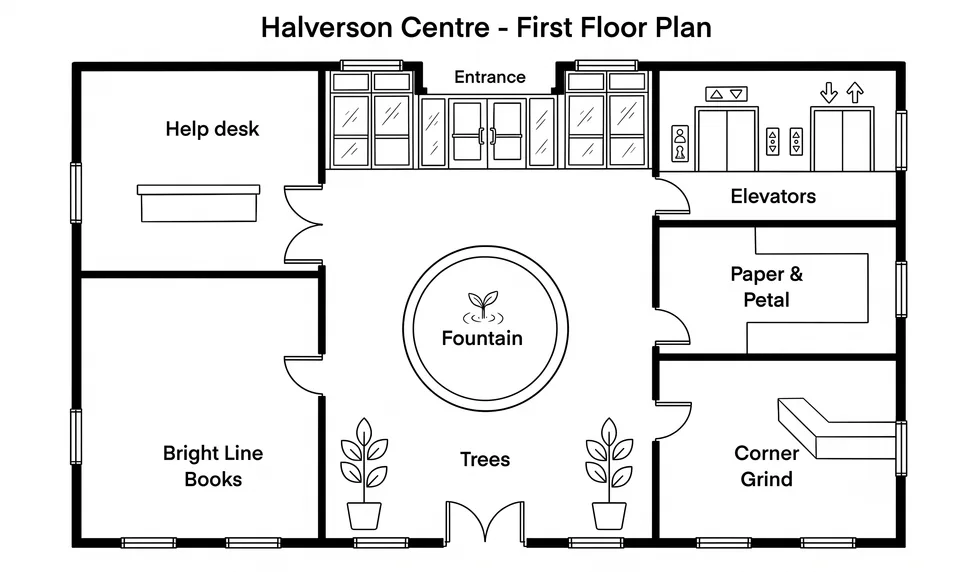 Halverson Centre - First Floor Plan
Entrance
Help desk
Elevators
Paper &
Petal
Fountain
Bright Line
Books
Trees
Corner
Grind